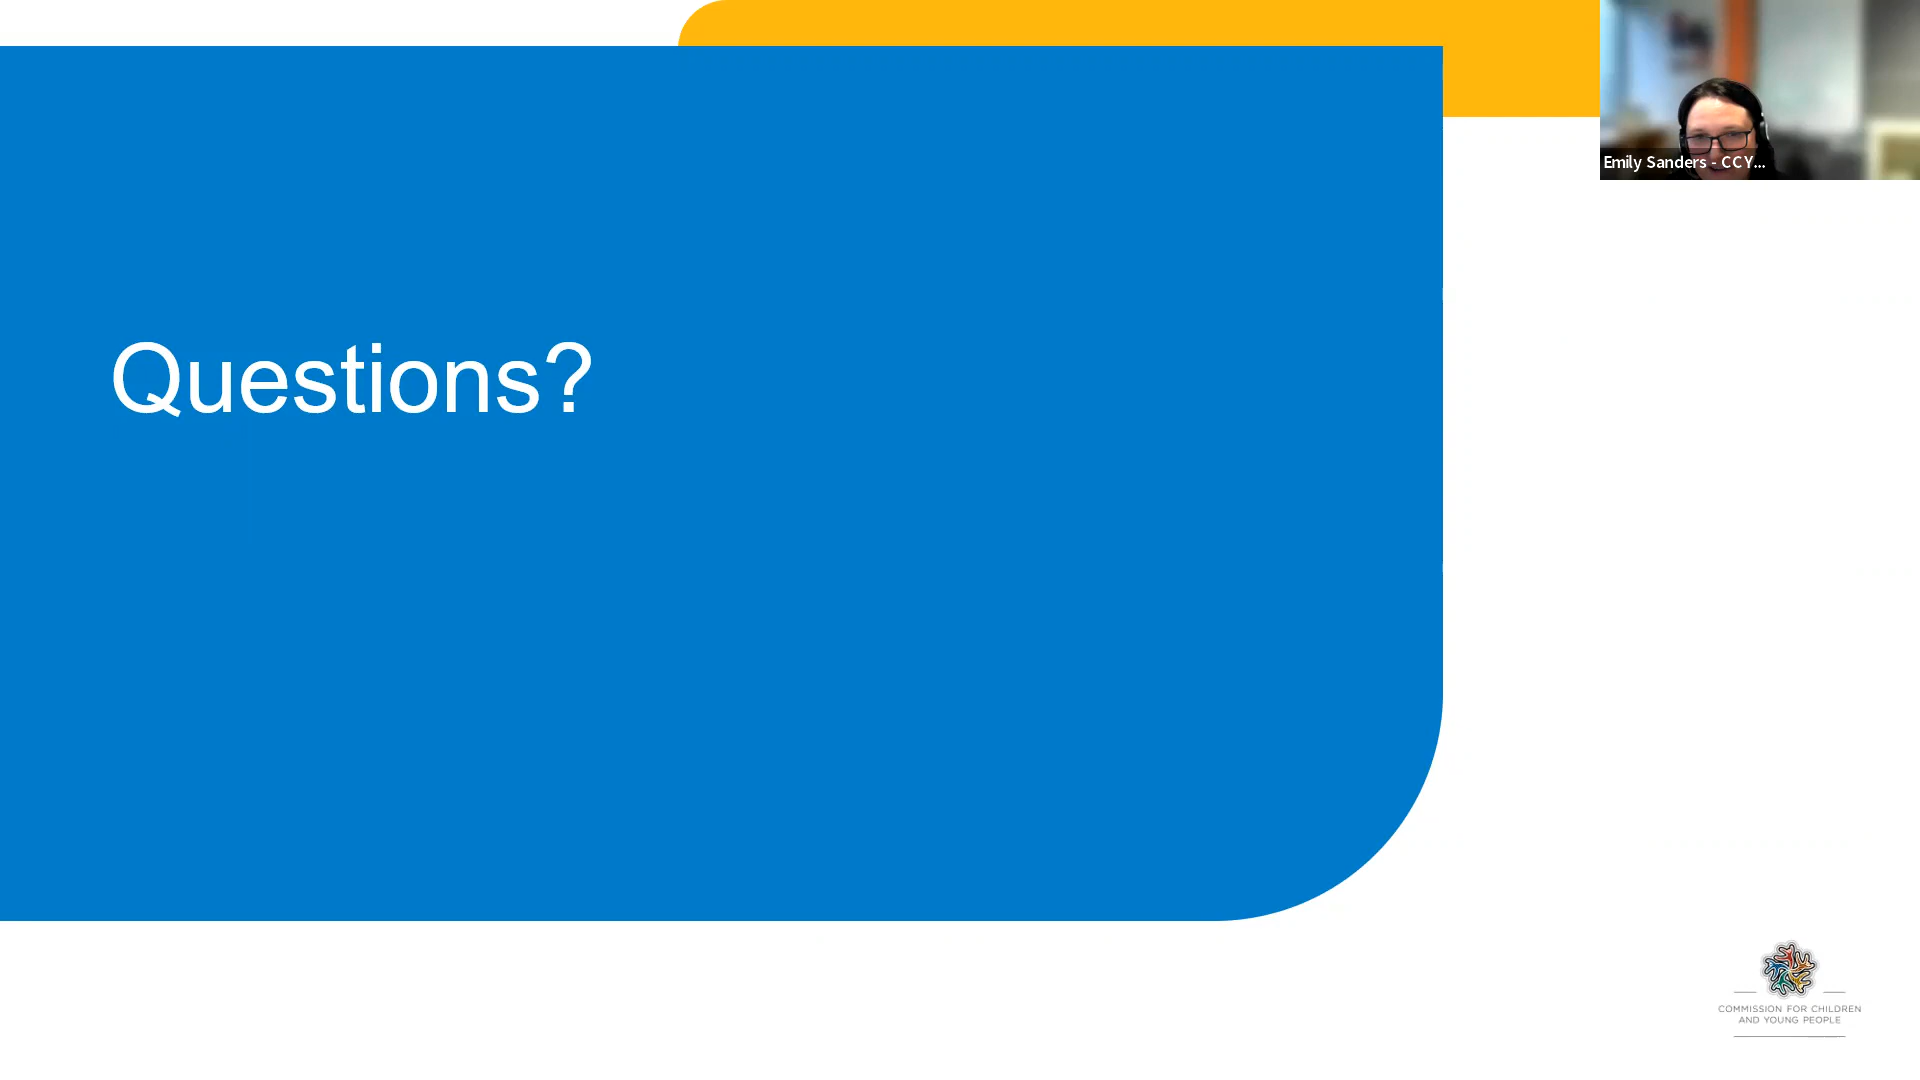 Questions?
Emily Sanders - CCY...
COMMISSION FOR CHILDREN
AND YOUNG PEOPLE